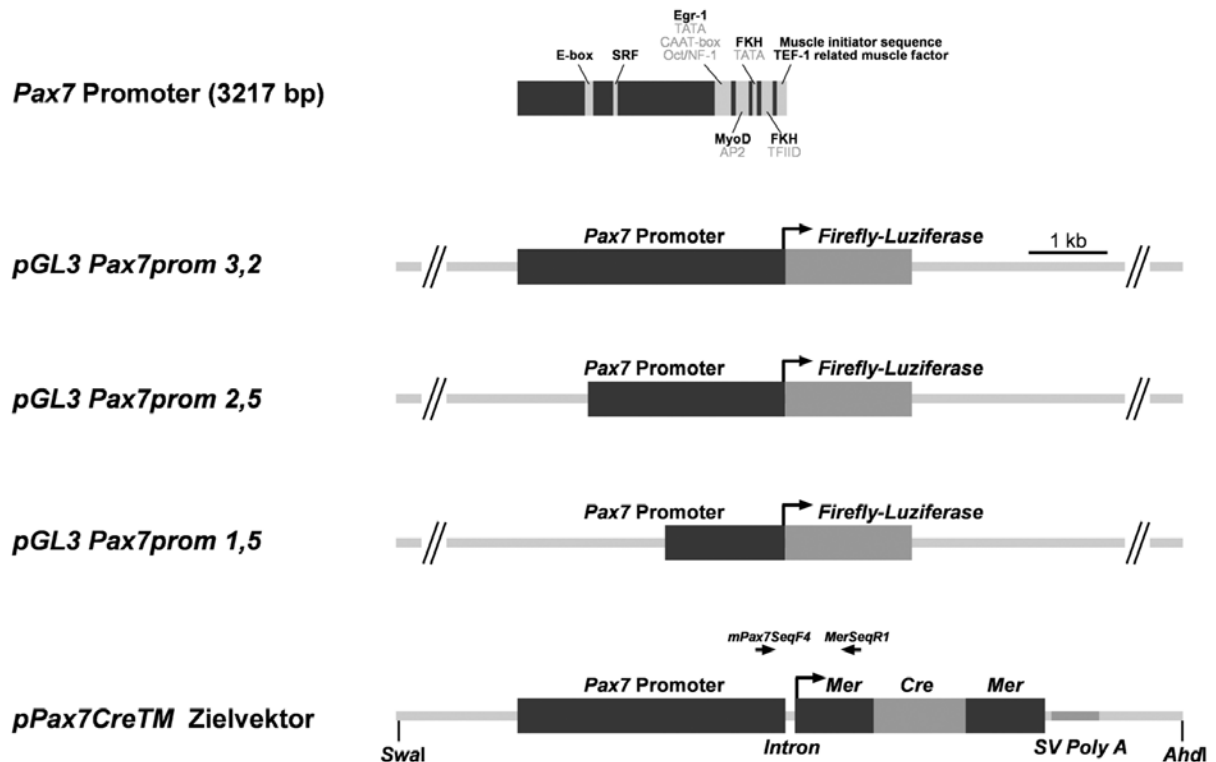 Egr-1
TATA
CAAT-box
Oct/NF-1
E-box
SRF
FKH
TATA
Muscle initiator sequence
TEF-1 related muscle factor
Pax7 Promoter (3217 bp)
MyoD
AP2
FKH
TFIID
Pax7 Promoter
Firefly-Luziferase
1 kb
pGL3 Pax7prom 3,2
Pax7 Promoter
Firefly-Luziferase
pGL3 Pax7prom 2,5
Pax7 Promoter
Firefly-Luziferase
pGL3 Pax7prom 1,5
mPax7SeqF4
MerSeqR1
Pax7 Promoter
Mer
Cre
Mer
pPax7CreTM Zielvektor
SwaI
Intron
SV Poly A
AhdI